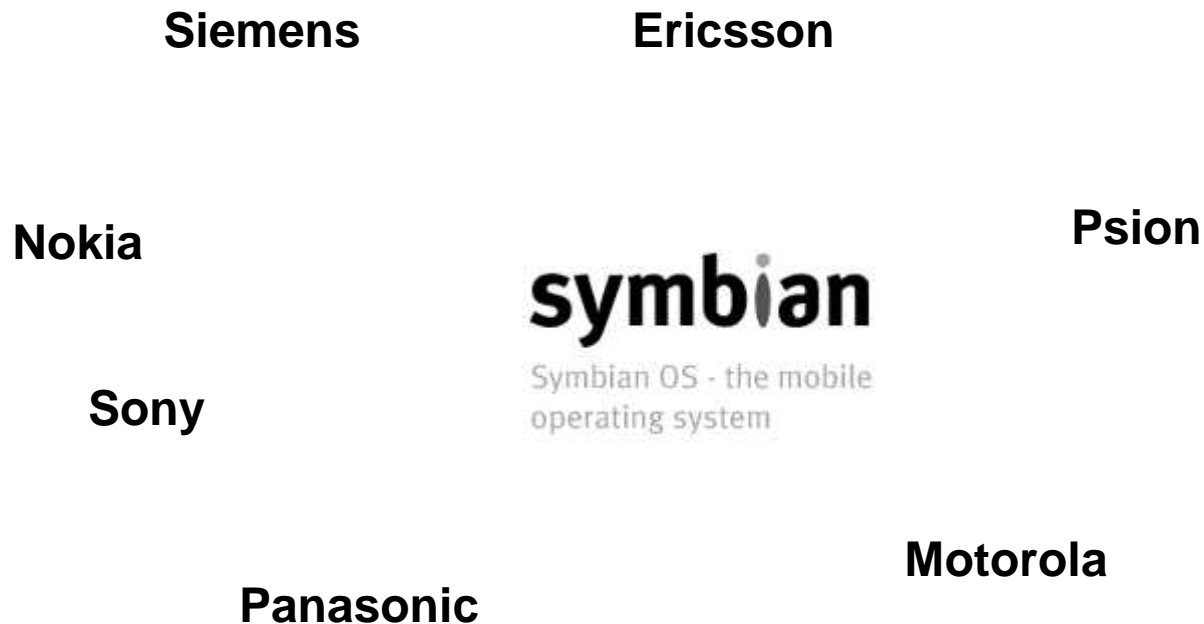 Siemens
Ericsson
Nokia
Psion
symbian
Symbian OS - the mobile
operating system
Sony
Motorola
Panasonic